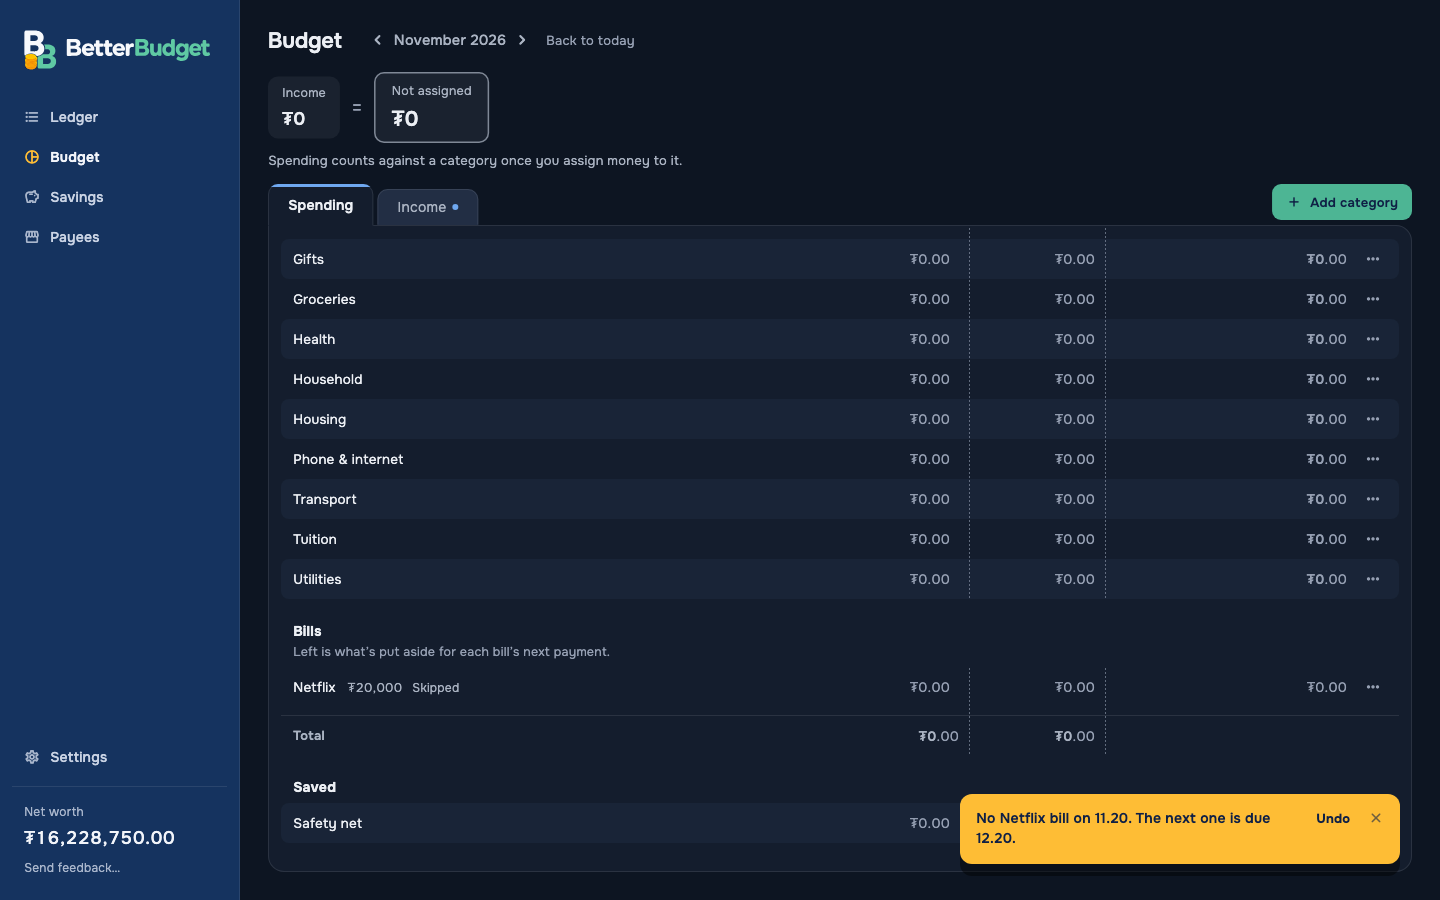 BetterBudget
Ledger
Budget
Savings
Payees
Settings
Net worth
₮16,228,750.00
Send feedback...
Budget
November 2026
Back to today
Income
₮0
=
Not assigned
₮0
Spending counts against a category once you assign money to it.
Spending
Income
+ Add category
Gifts ₮0.00 ₮0.00 ₮0.00
Groceries ₮0.00 ₮0.00 ₮0.00
Health ₮0.00 ₮0.00 ₮0.00
Household ₮0.00 ₮0.00 ₮0.00
Housing ₮0.00 ₮0.00 ₮0.00
Phone & internet ₮0.00 ₮0.00 ₮0.00
Transport ₮0.00 ₮0.00 ₮0.00
Tuition ₮0.00 ₮0.00 ₮0.00
Utilities ₮0.00 ₮0.00 ₮0.00
Bills
Left is what's put aside for each bill's next payment.
Netflix ₮20,000 Skipped ₮0.00 ₮0.00 ₮0.00
Total ₮0.00 ₮0.00
Saved
Safety net ₮0.00
No Netflix bill on 11.20. The next one is due
12.20.
Undo